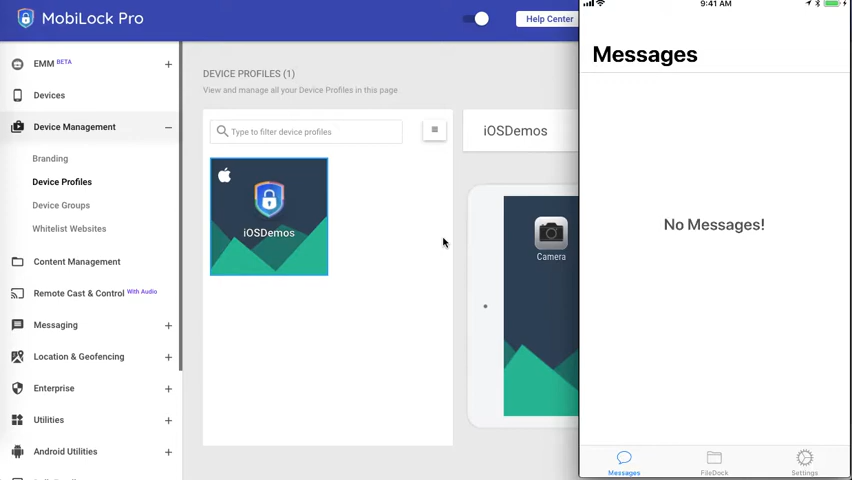 MobiLock Pro
Help Center
EMM BETA
Devices
Device Management
Branding
Device Profiles
Device Groups
Whitelist Websites
Content Management
Remote Cast & Control With Audio
Messaging
Location & Geofencing
Enterprise
Utilities
Android Utilities
DEVICE PROFILES (1)
View and manage all your Device Profiles in this page
Type to filter device profiles
iOSDemos
iOSDemos
Camera
9:41 AM
Messages
No Messages!
Messages
FileDock
Settings